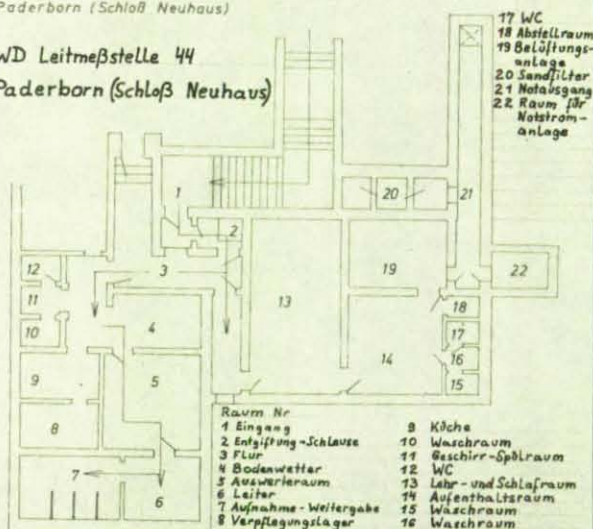 Paderborn (Schloß Neuhaus)
WD Leitmeßstelle 44
Paderborn (Schloß Neuhaus)
17 WC
18 Abstellraum
19 Belüftungs-
anlage
20 Sandfilter
21 Notausgang
22 Raum für
Notstrom-
anlage
1
2
3
4
5
6
7
8
9
10
11
12
13
14
15
16
17
18
19
20
21
22
Raum Nr
1 Eingang
2 Entgiftung-Schleuse
3 Flur
4 Bodenwetter
5 Auswerteraum
6 Leiter
7 Aufnahme-Weitergabe
8 Verpflegungslager
9 Küche
10 Waschraum
11 Geschirr-Spülraum
12 WC
13 Lehr- und Schlafraum
14 Aufenthaltsraum
15 Waschraum
16 Waschraum